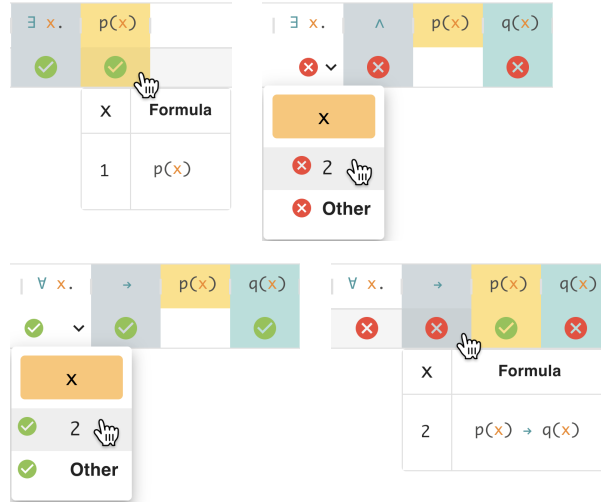 ∃ x. p(x)
x Formula
1 p(x)
∃ x. ∧ p(x) q(x)
x
2
Other
∀ x. → p(x) q(x)
x
2
Other
∀ x. → p(x) q(x)
x Formula
2 p(x) → q(x)